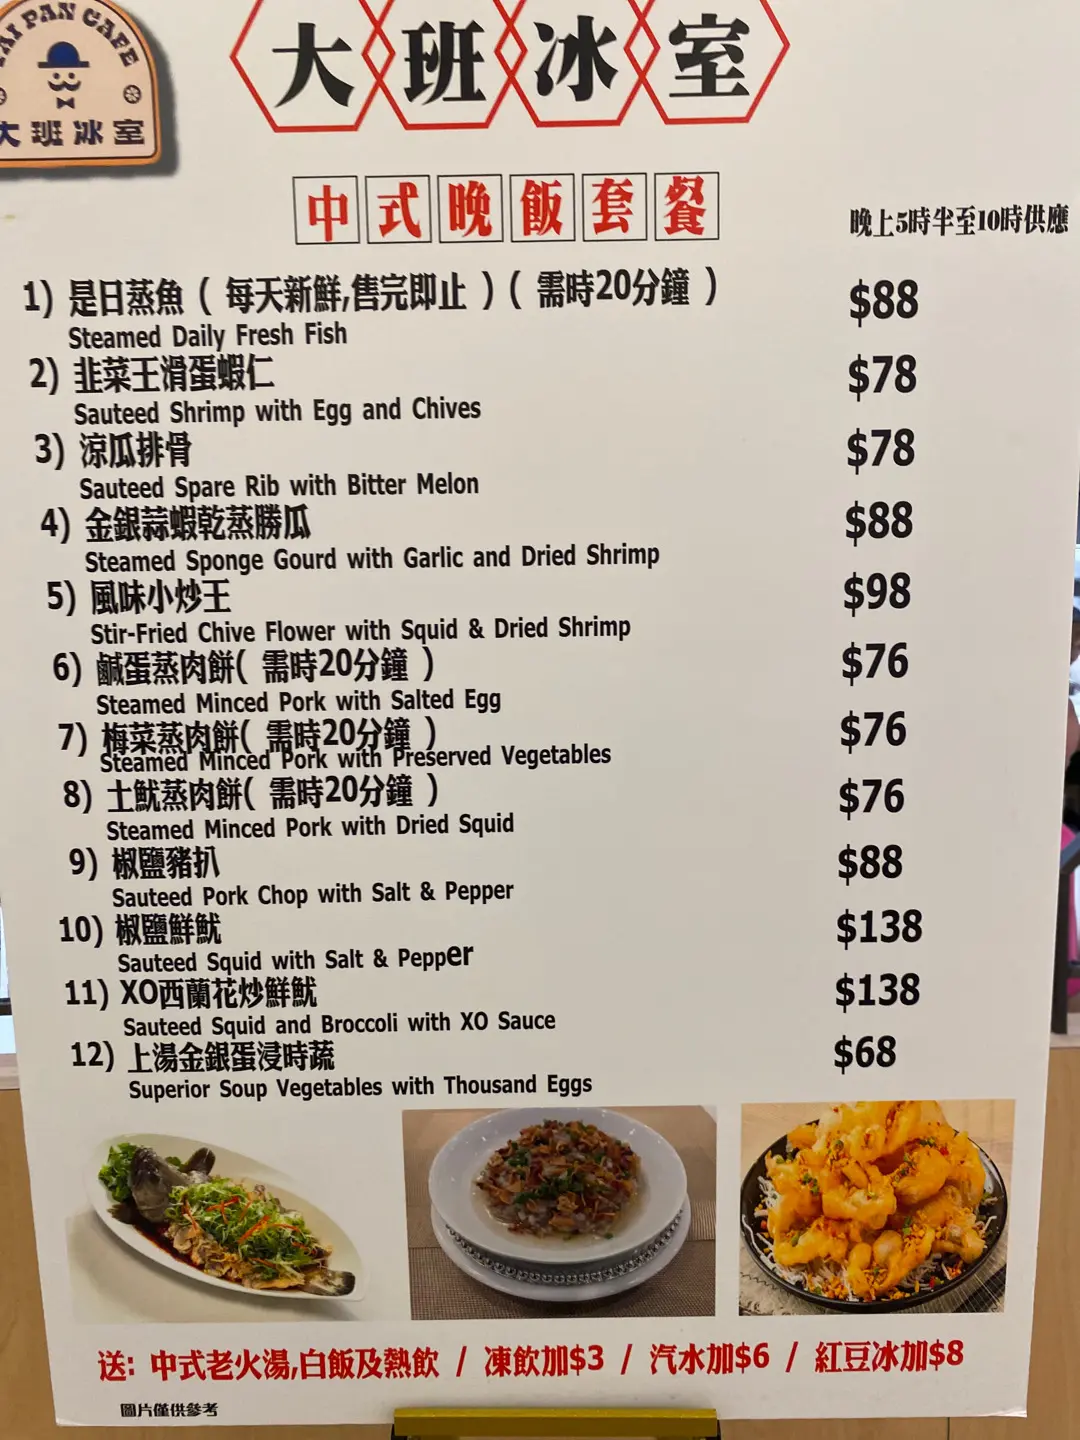 TAI PAN CAFE
大班冰室
大班冰室
中式晚飯套餐
晚上5時半至10時供應
1) 是日蒸魚 ( 每天新鮮,售完即止 ) ( 需時20分鐘 ) $88
Steamed Daily Fresh Fish
2) 韭菜王滑蛋蝦仁 $78
Sauteed Shrimp with Egg and Chives
3) 涼瓜排骨 $78
Sauteed Spare Rib with Bitter Melon
4) 金銀蒜蝦乾蒸勝瓜 $88
Steamed Sponge Gourd with Garlic and Dried Shrimp
5) 風味小炒王 $98
Stir-Fried Chive Flower with Squid & Dried Shrimp
6) 鹹蛋蒸肉餅( 需時20分鐘 ) $76
Steamed Minced Pork with Salted Egg
7) 梅菜蒸肉餅( 需時20分鐘 ) $76
Steamed Minced Pork with Preserved Vegetables
8) 土魷蒸肉餅( 需時20分鐘 ) $76
Steamed Minced Pork with Dried Squid
9) 椒鹽豬扒 $88
Sauteed Pork Chop with Salt & Pepper
10) 椒鹽鮮魷 $138
Sauteed Squid with Salt & Pepper
11) XO西蘭花炒鮮魷 $138
Sauteed Squid and Broccoli with XO Sauce
12) 上湯金銀蛋浸時蔬 $68
Superior Soup Vegetables with Thousand Eggs
送: 中式老火湯,白飯及熱飲 / 凍飲加$3 / 汽水加$6 / 紅豆冰加$8
圖片僅供參考